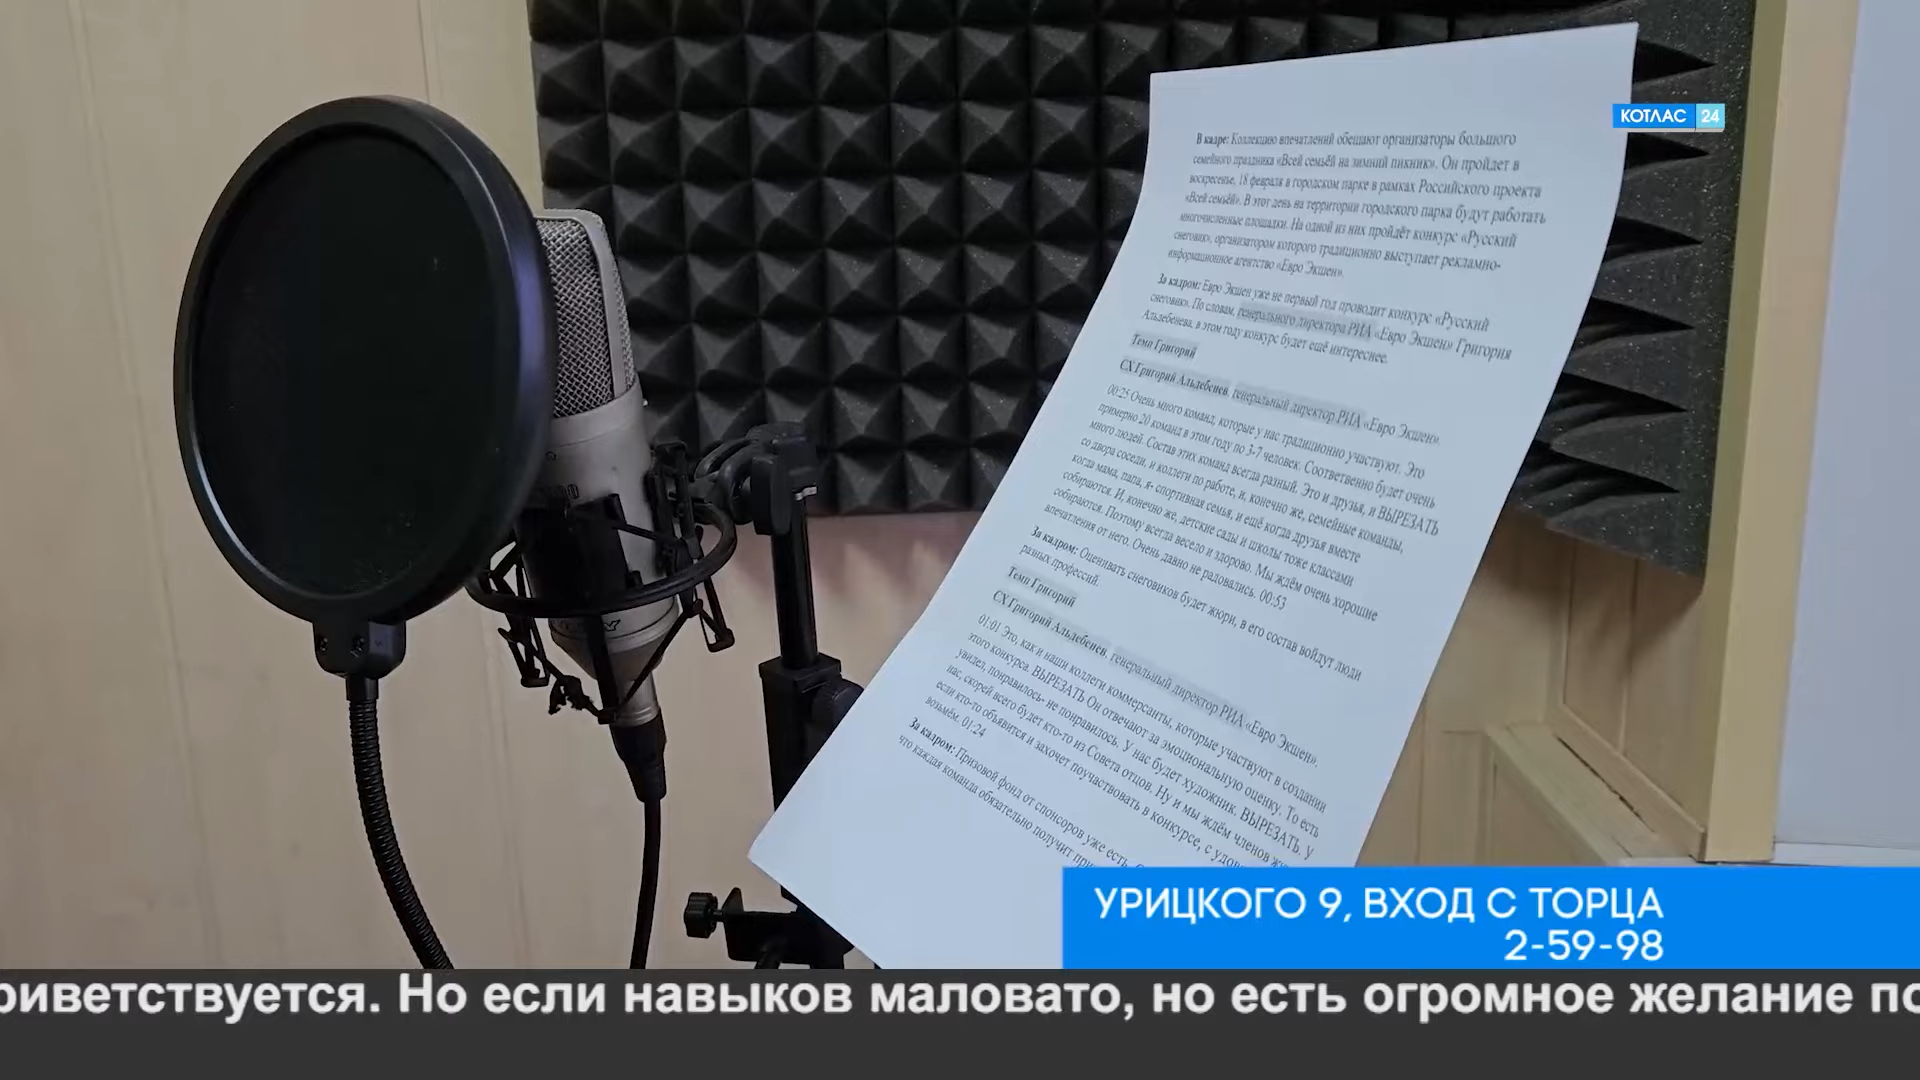 КОТЛАС 24
В кадре: Коллекцию впечатлений обещают организаторы большого
семейного праздника «Всей семьёй на зимний пикник». Он пройдет в
воскресенье, 18 февраля в городском парке в рамках Российского проекта
«Всей семьёй». В этот день на территории городского парка будут работать
многочисленные площадки. На одной из них пройдёт конкурс «Русский
снеговик», организатором которого традиционно выступает рекламно-
информационное агентство «Евро Экшен».
За кадром: Евро Экшен уже не первый год проводит конкурс «Русский
снеговик». По словам, генерального директора РИА «Евро Экшен» Григория
Альдебенева, в этом году конкурс будет ещё интереснее.
Темп Григорий
СХ Григорий Альдебенев, генеральный директор РИА «Евро Экшен».
00:25 Очень много команд, которые у нас традиционно участвуют. Это
примерно 20 команд в этом году по 3-7 человек. Соответственно будет очень
много людей. Состав этих команд всегда разный. Это и друзья, и ВЫРЕЗАТЬ
со двора соседи, и коллеги по работе, и, конечно же, семейные команды,
когда мама, папа, я- спортивная семья, и ещё когда друзья вместе
собираются. И, конечно же, детские сады и школы тоже классами
собираются. Поэтому всегда весело и здорово. Мы ждём очень хорошие
впечатления от него. Очень давно не радовались. 00:53
За кадром: Оценивать снеговиков будет жюри, в его состав войдут люди
разных профессий.
Темп Григорий
СХ Григорий Альдебенев, генеральный директор РИА «Евро Экшен».
01:01 Это, как и наши коллеги коммерсанты, которые участвуют в создании
этого конкурса. ВЫРЕЗАТЬ Он отвечают за эмоциональную оценку. То есть
увидел, понравилось- не понравилось. У нас будет художник. ВЫРЕЗАТЬ. У
нас, скорей всего будет кто-то из Совета отцов. Ну и мы ждём членов
если кто-то объявится и захочет поучаствовать в конкурсе, с
возьмём. 01:24
За кадром: Призовой фонд от спонсоров уже есть.
что каждая команда обязательно получит
УРИЦКОГО 9, ВХОД С ТОРЦА
2-59-98
риветствуется. Но если навыков маловато, но есть огромное желание по